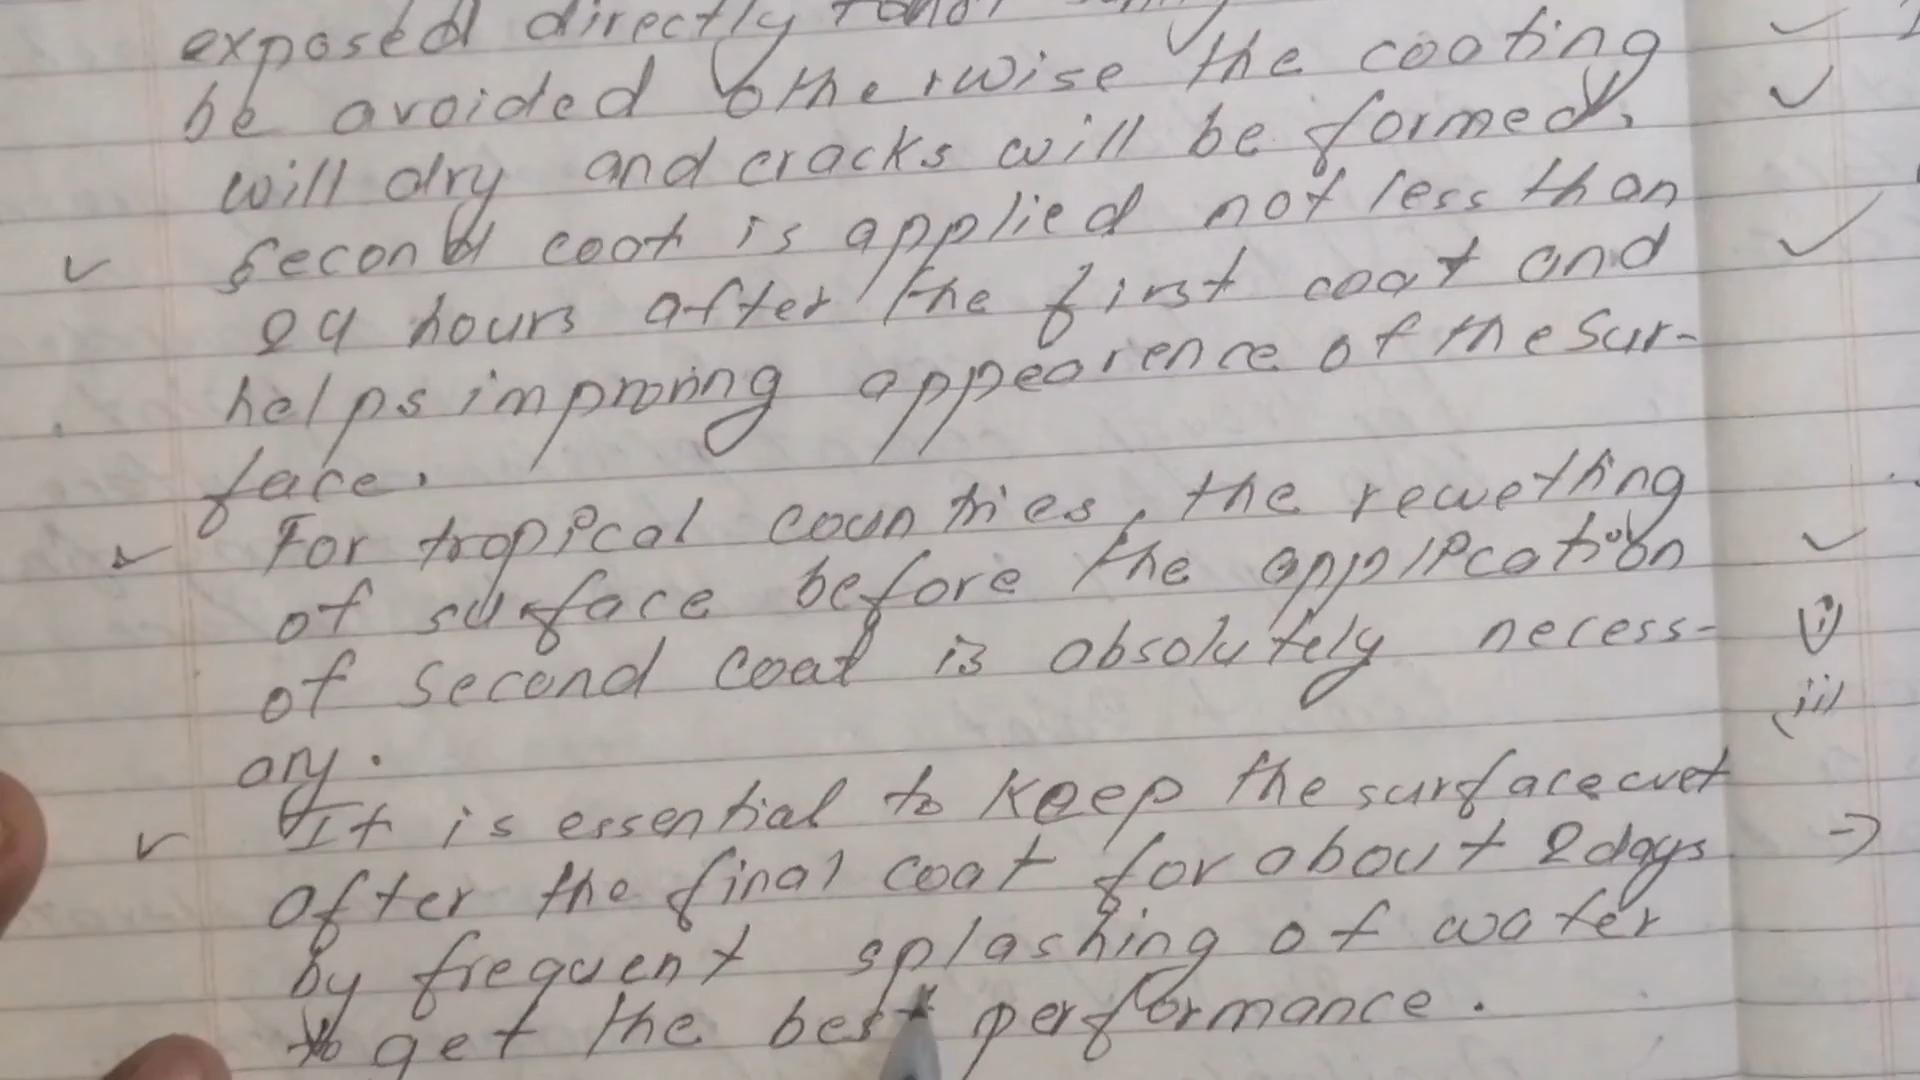 exposed directly
be avoided otherwise the coating
will dry and cracks will be formed.
✓ Second coat is applied not less than
24 hours after the first coat and
helps improving appearence of the sur-
face.
✓ For tropical countries, the rewetting
of surface before the application
of second coat is absolutely necess-
ary.
✓ It is essential to keep the surface wet
after the final coat for about 2 days
by frequent splashing of water
to get the best performance.
✓
✓
✓
✓
i)
iii)
→